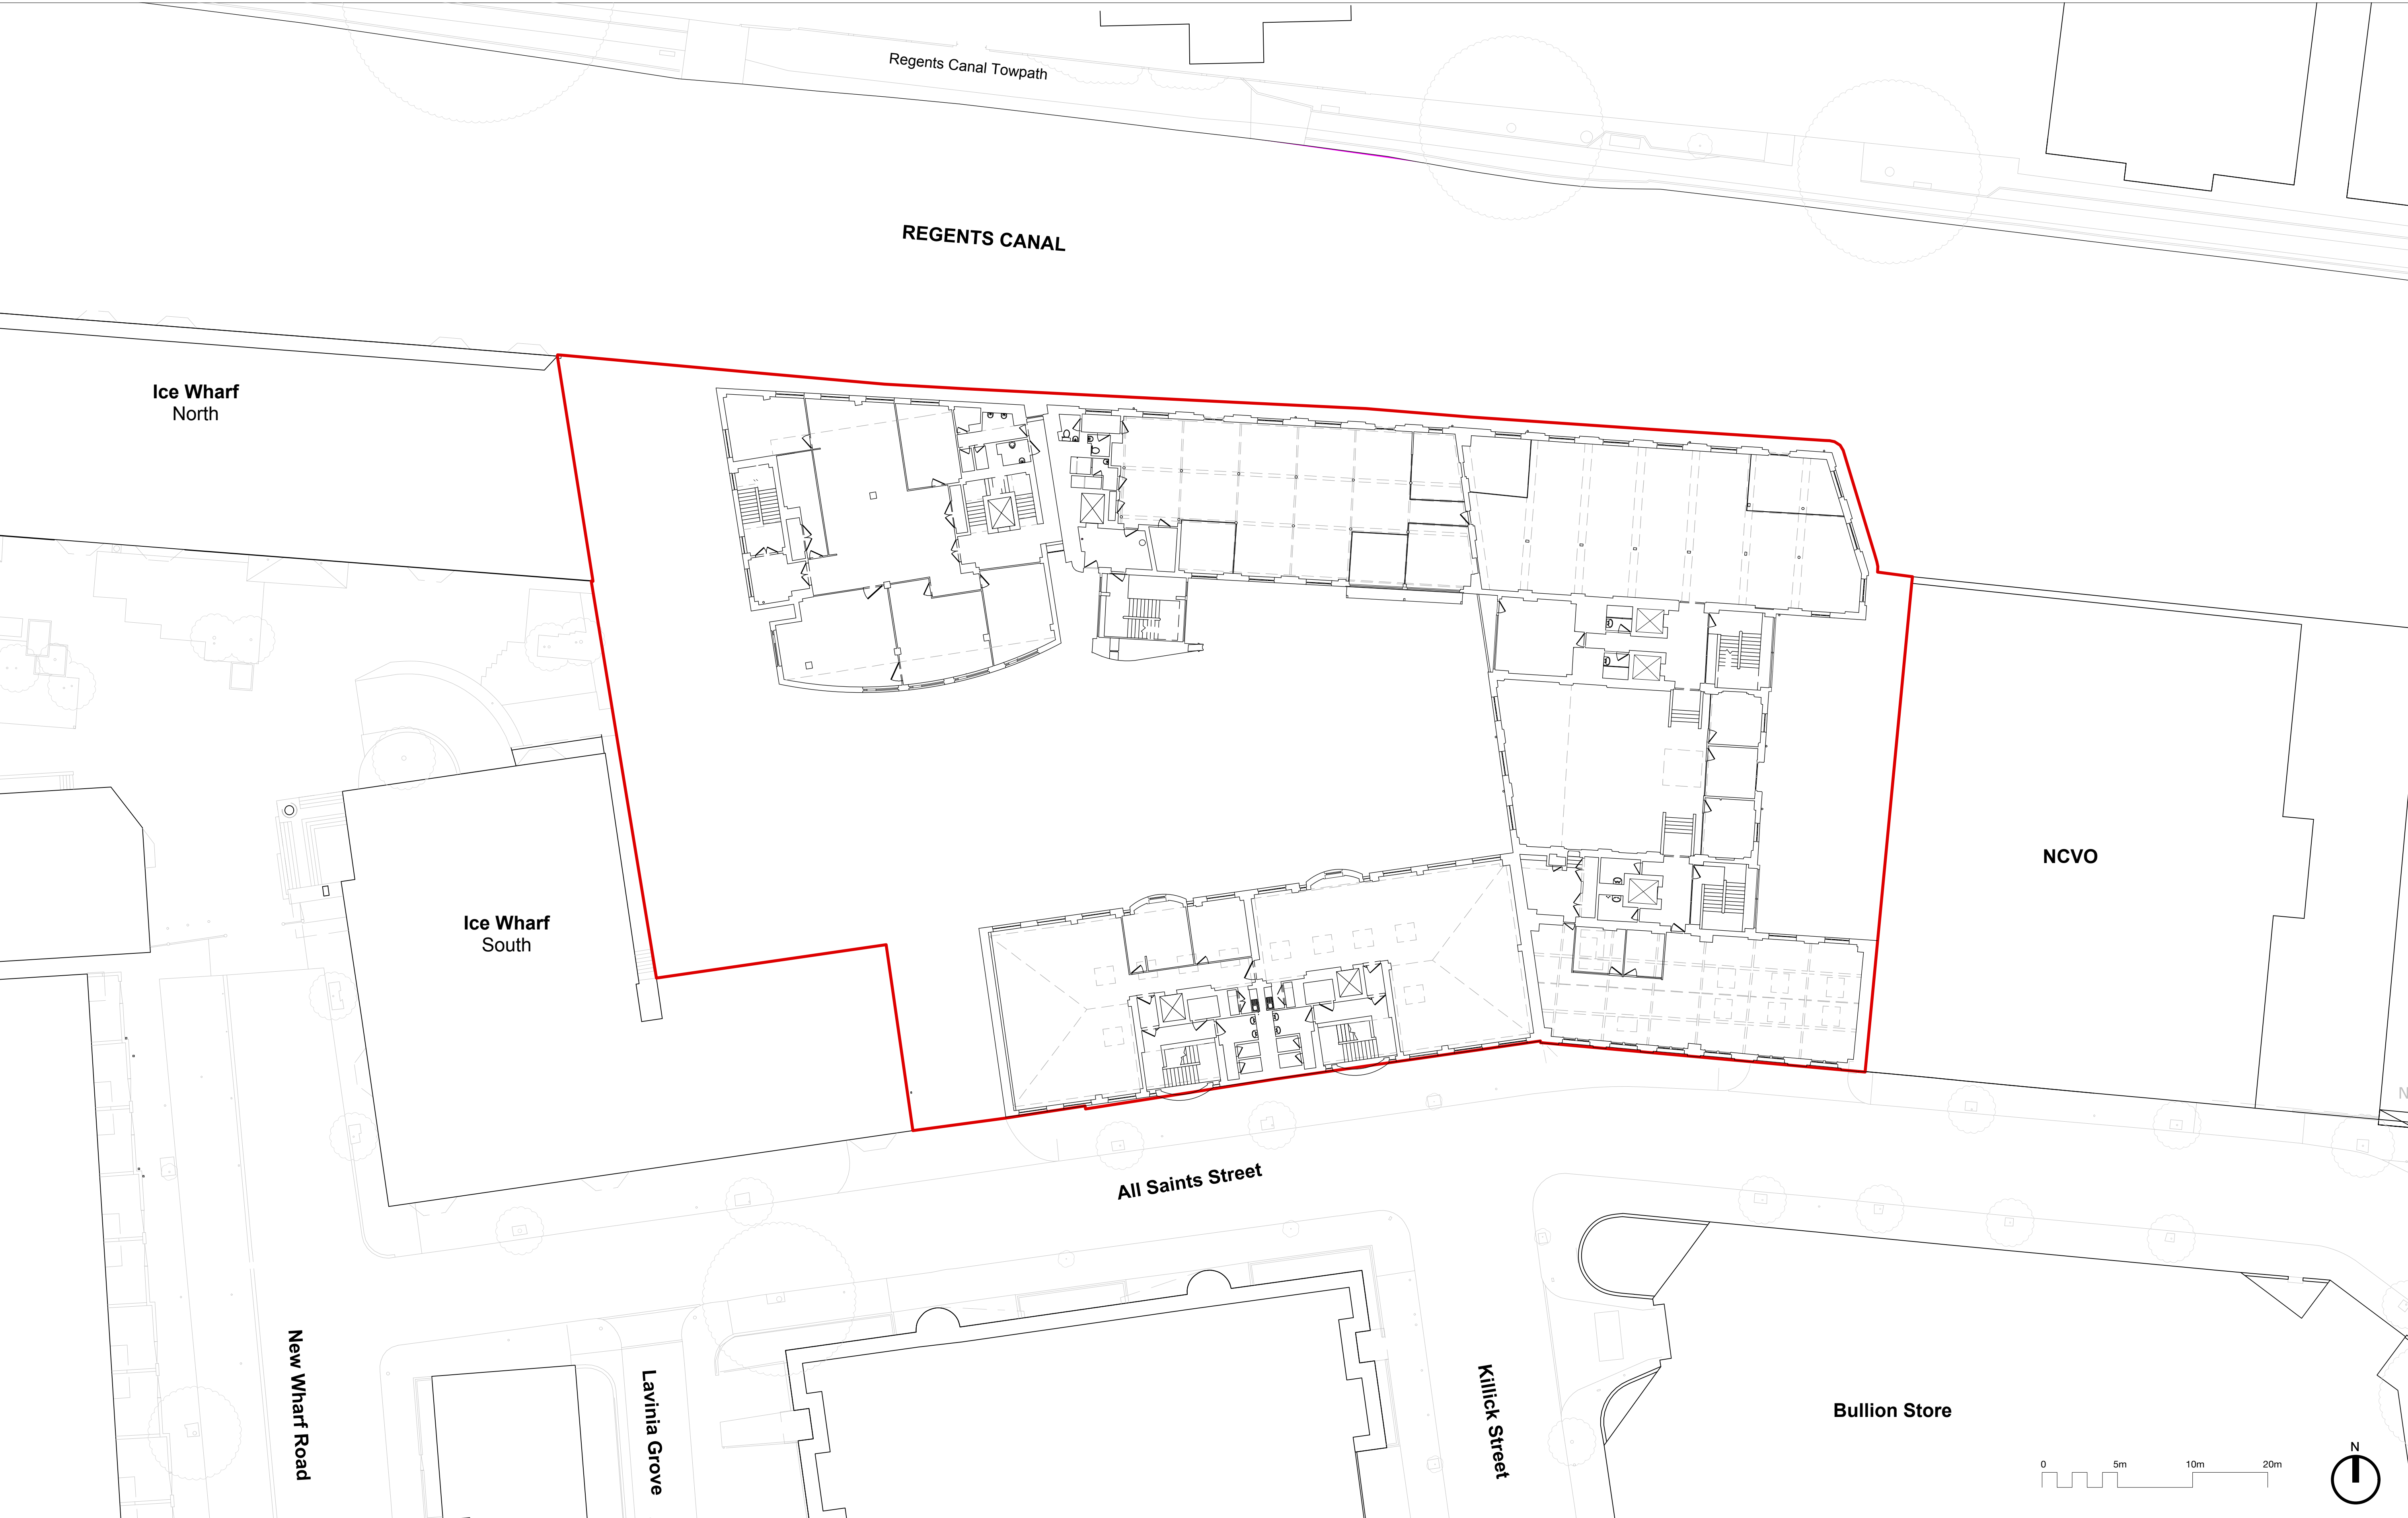 Regents Canal Towpath
REGENTS CANAL
Ice Wharf
North
Ice Wharf
South
NCVO
N
All Saints Street
New Wharf Road
Lavinia Grove
Killick Street
Bullion Store
0 5m 10m 20m
N